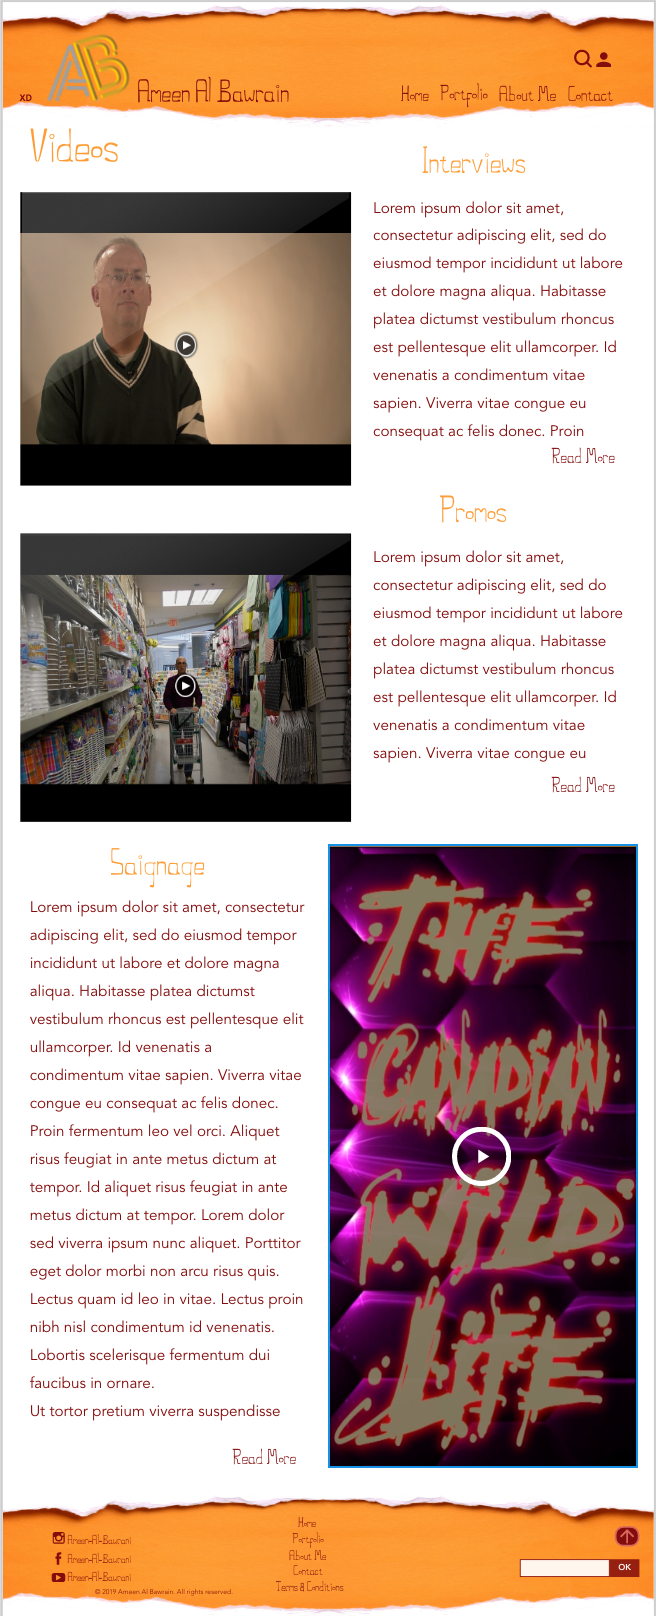 AB
XD
Ameen Al Bawrain
Home Portfolio About Me Contact
Videos
Interviews
Lorem ipsum dolor sit amet,
consectetur adipiscing elit, sed do
eiusmod tempor incididunt ut labore
et dolore magna aliqua. Habitasse
platea dictumst vestibulum rhoncus
est pellentesque elit ullamcorper. Id
venenatis a condimentum vitae
sapien. Viverra vitae congue eu
consequat ac felis donec. Proin
Read More
Promos
Lorem ipsum dolor sit amet,
consectetur adipiscing elit, sed do
eiusmod tempor incididunt ut labore
et dolore magna aliqua. Habitasse
platea dictumst vestibulum rhoncus
est pellentesque elit ullamcorper. Id
venenatis a condimentum vitae
sapien. Viverra vitae congue eu
Read More
Saignage
Lorem ipsum dolor sit amet, consectetur
adipiscing elit, sed do eiusmod tempor
incididunt ut labore et dolore magna
aliqua. Habitasse platea dictumst
vestibulum rhoncus est pellentesque elit
ullamcorper. Id venenatis a
condimentum vitae sapien. Viverra vitae
congue eu consequat ac felis donec.
Proin fermentum leo vel orci. Aliquet
risus feugiat in ante metus dictum at
tempor. Id aliquet risus feugiat in ante
metus dictum at tempor. Lorem dolor
sed viverra ipsum nunc aliquet. Porttitor
eget dolor morbi non arcu risus quis.
Lectus quam id leo in vitae. Lectus proin
nibh nisl condimentum id venenatis.
Lobortis scelerisque fermentum dui
faucibus in ornare.
Ut tortor pretium viverra suspendisse
Read More
THE
CANADIAN
WILD
LIFE
Ameen-Al-Bawrani
Ameen-Al-Bawrani
Ameen-Al-Bawrani
© 2019 Ameen Al Bawrain. All rights reserved.
Home
Portfolio
About Me
Contact
Terms & Conditions
OK